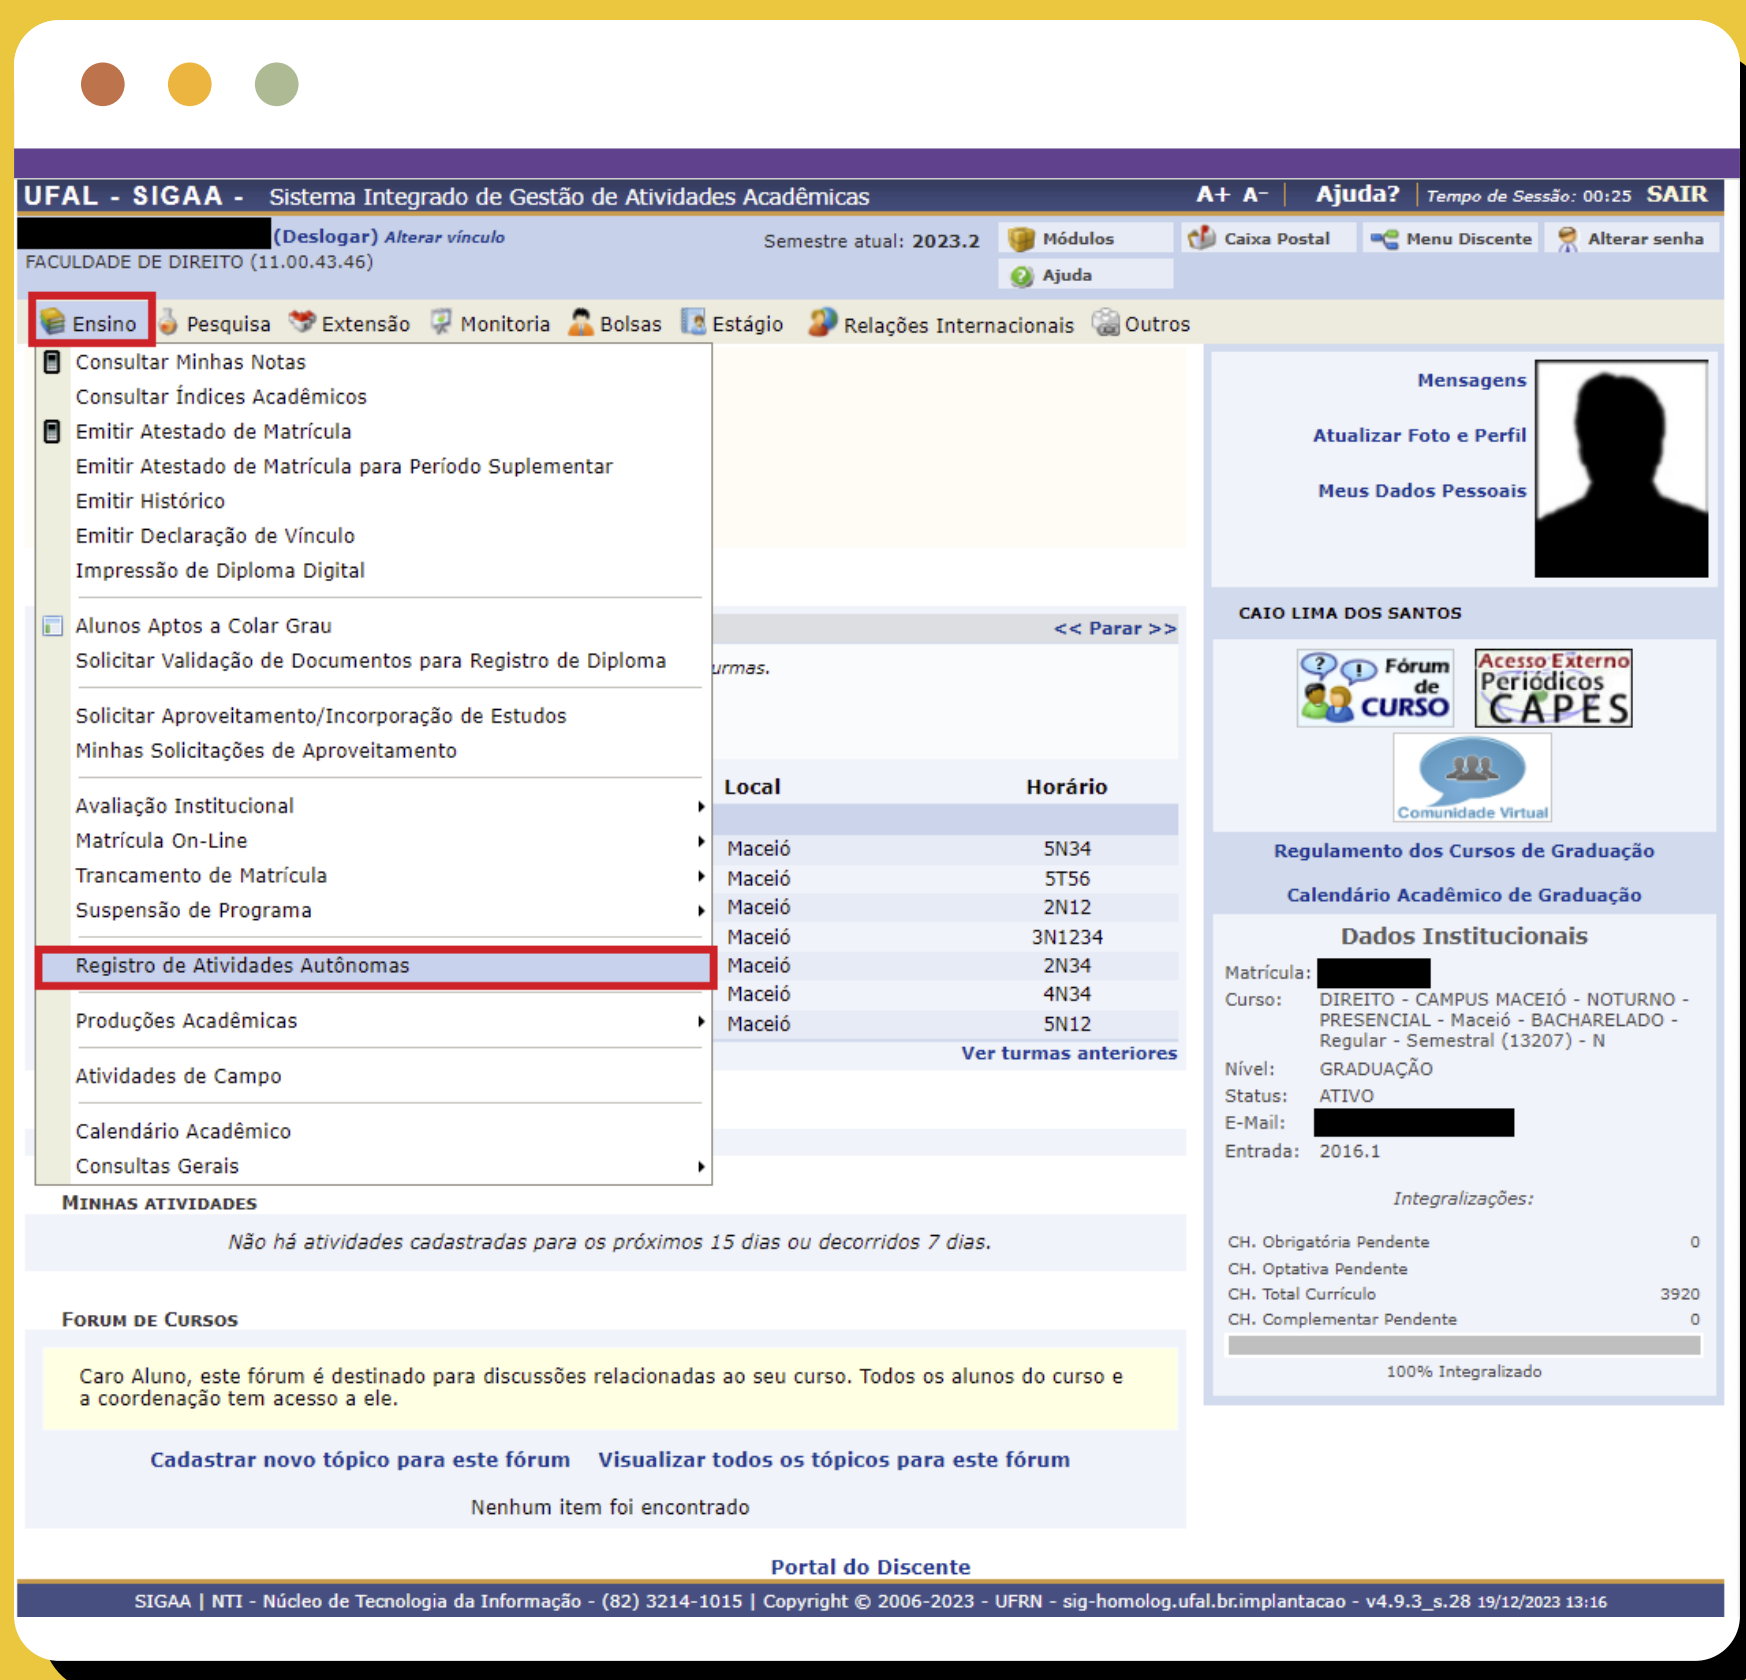 UFAL - SIGAA - Sistema Integrado de Gestão de Atividades Acadêmicas
A+ A- | Ajuda? | Tempo de Sessão: 00:25 SAIR
(Deslogar) Alterar vínculo
FACULDADE DE DIREITO (11.00.43.46)
Semestre atual: 2023.2
Módulos
Caixa Postal
Menu Discente
Alterar senha
Ajuda
Ensino Pesquisa Extensão Monitoria Bolsas Estágio Relações Internacionais Outros
Consultar Minhas Notas
Consultar Índices Acadêmicos
Emitir Atestado de Matrícula
Emitir Atestado de Matrícula para Período Suplementar
Emitir Histórico
Emitir Declaração de Vínculo
Impressão de Diploma Digital
Alunos Aptos a Colar Grau
Solicitar Validação de Documentos para Registro de Diploma
Solicitar Aproveitamento/Incorporação de Estudos
Minhas Solicitações de Aproveitamento
Avaliação Institucional
Matrícula On-Line
Trancamento de Matrícula
Suspensão de Programa
Registro de Atividades Autônomas
Produções Acadêmicas
Atividades de Campo
Calendário Acadêmico
Consultas Gerais
<< Parar >>
urmas.
Local Horário
Maceió 5N34
Maceió 5T56
Maceió 2N12
Maceió 3N1234
Maceió 2N34
Maceió 4N34
Maceió 5N12
Ver turmas anteriores
MINHAS ATIVIDADES
Não há atividades cadastradas para os próximos 15 dias ou decorridos 7 dias.
FORUM DE CURSOS
Caro Aluno, este fórum é destinado para discussões relacionadas ao seu curso. Todos os alunos do curso e
a coordenação tem acesso a ele.
Cadastrar novo tópico para este fórum Visualizar todos os tópicos para este fórum
Nenhum item foi encontrado
Mensagens
Atualizar Foto e Perfil
Meus Dados Pessoais
CAIO LIMA DOS SANTOS
Fórum
de
CURSO
Acesso Externo
Periódicos
CAPES
Comunidade Virtual
Regulamento dos Cursos de Graduação
Calendário Acadêmico de Graduação
Dados Institucionais
Matrícula:
Curso: DIREITO - CAMPUS MACEIÓ - NOTURNO -
PRESENCIAL - Maceió - BACHARELADO -
Regular - Semestral (13207) - N
Nível: GRADUAÇÃO
Status: ATIVO
E-Mail:
Entrada: 2016.1
Integralizações:
CH. Obrigatória Pendente 0
CH. Optativa Pendente
CH. Total Currículo 3920
CH. Complementar Pendente 0
100% Integralizado
Portal do Discente
SIGAA | NTI - Núcleo de Tecnologia da Informação - (82) 3214-1015 | Copyright © 2006-2023 - UFRN - sig-homolog.ufal.br.implantacao - v4.9.3_s.28 19/12/2023 13:16